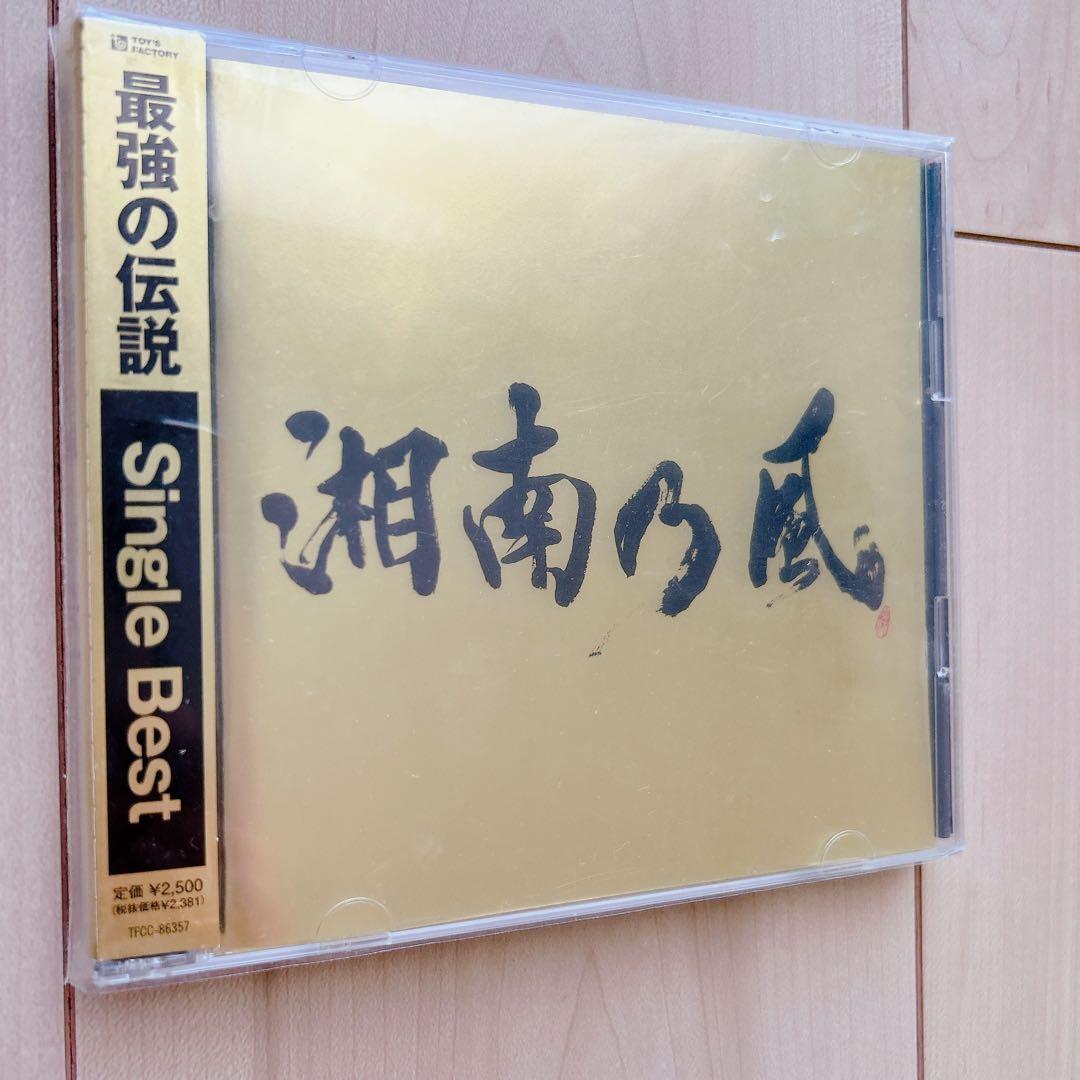 TOY'S
FACTORY
最強の伝説
Single Best
定価 ¥2,500
(税抜価格¥2,381)
TFCC-86357
湘南乃風